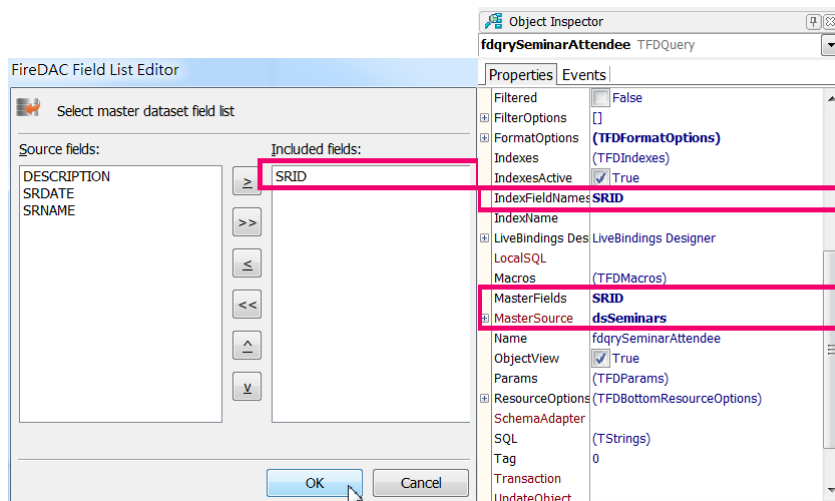 FireDAC Field List Editor
Select master dataset field list
Source fields:
DESCRIPTION
SRDATE
SRNAME
≥
>>
≤
<<
^
v
Included fields:
SRID
OK
Cancel
Object Inspector
fdqrySeminarAttendee TFDQuery
Properties Events
Filtered False
FilterOptions []
FormatOptions (TFDFormatOptions)
Indexes (TFDIndexes)
IndexesActive True
IndexFieldNames SRID
IndexName
LiveBindings Des LiveBindings Designer
LocalSQL
Macros (TFDMacros)
MasterFields SRID
MasterSource dsSeminars
Name fdqrySeminarAttendee
ObjectView True
Params (TFDParams)
ResourceOptions (TFDBottomResourceOptions)
SchemaAdapter
SQL (TStrings)
Tag 0
Transaction
UpdateObject